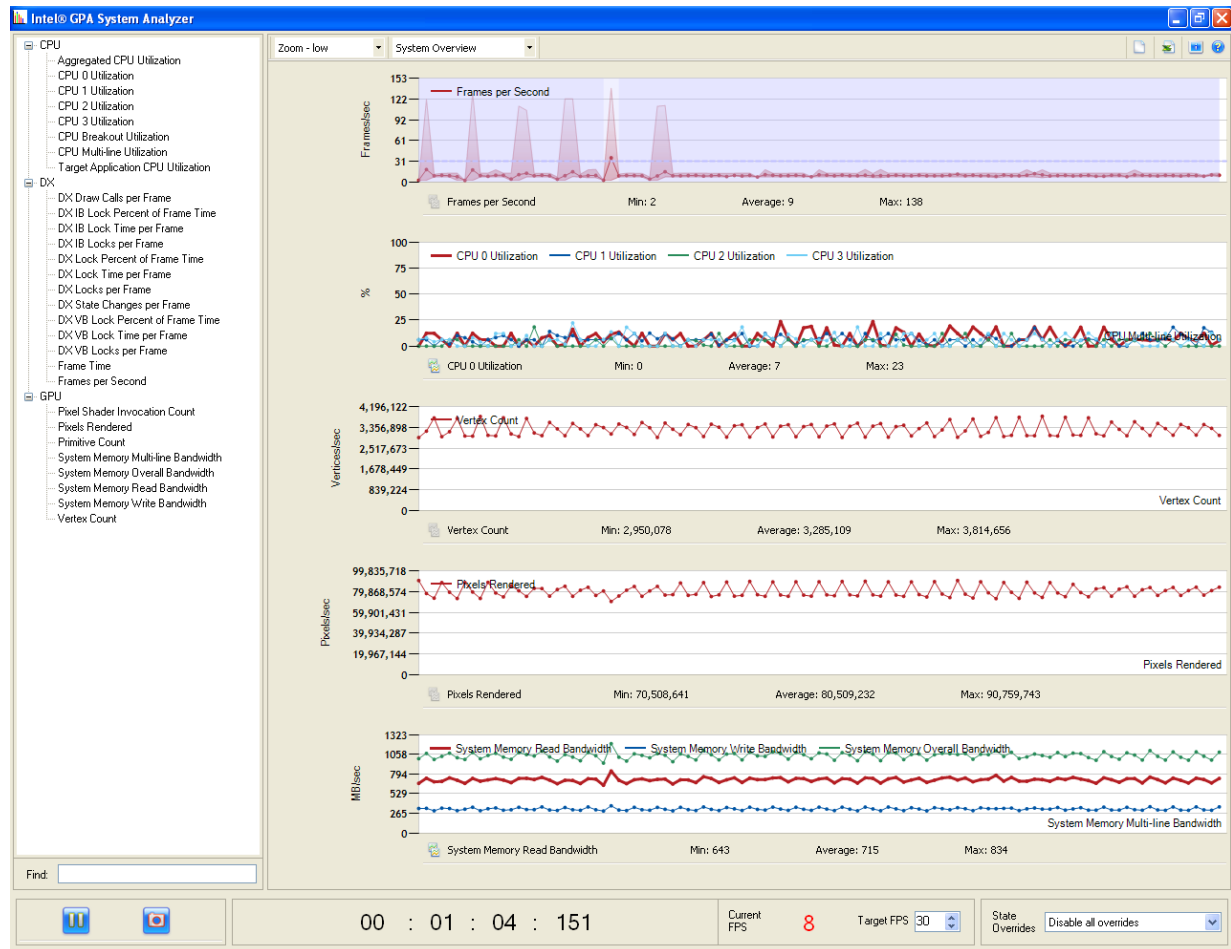 Intel® GPA System Analyzer
CPU
Aggregated CPU Utilization
CPU 0 Utilization
CPU 1 Utilization
CPU 2 Utilization
CPU 3 Utilization
CPU Breakout Utilization
CPU Multi-line Utilization
Target Application CPU Utilization
DX
DX Draw Calls per Frame
DX IB Lock Percent of Frame Time
DX IB Lock Time per Frame
DX IB Locks per Frame
DX Lock Percent of Frame Time
DX Lock Time per Frame
DX Locks per Frame
DX State Changes per Frame
DX VB Lock Percent of Frame Time
DX VB Lock Time per Frame
DX VB Locks per Frame
Frame Time
Frames per Second
GPU
Pixel Shader Invocation Count
Pixels Rendered
Primitive Count
System Memory Multi-line Bandwidth
System Memory Overall Bandwidth
System Memory Read Bandwidth
System Memory Write Bandwidth
Vertex Count
Find:
Zoom - low System Overview
Frames/sec
153
122
92
61
31
0
Frames per Second
Frames per Second Min: 2 Average: 9 Max: 138
%
100
75
50
25
0
CPU 0 Utilization CPU 1 Utilization CPU 2 Utilization CPU 3 Utilization
CPU Multi-line Utilization
CPU 0 Utilization Min: 0 Average: 7 Max: 23
Vertices/sec
4,196,122
3,356,898
2,517,673
1,678,449
839,224
0
Vertex Count
Vertex Count
Vertex Count Min: 2,950,078 Average: 3,285,109 Max: 3,814,656
Pixels/sec
99,835,718
79,868,574
59,901,431
39,934,287
19,967,144
0
Pixels Rendered
Pixels Rendered
Pixels Rendered Min: 70,508,641 Average: 80,509,232 Max: 90,759,743
MB/sec
1323
1058
794
529
265
0
System Memory Read Bandwidth System Memory Write Bandwidth System Memory Overall Bandwidth
System Memory Multi-line Bandwidth
System Memory Read Bandwidth Min: 643 Average: 715 Max: 834
00 : 01 : 04 : 151
Current FPS 8
Target FPS 30
State Overrides Disable all overrides